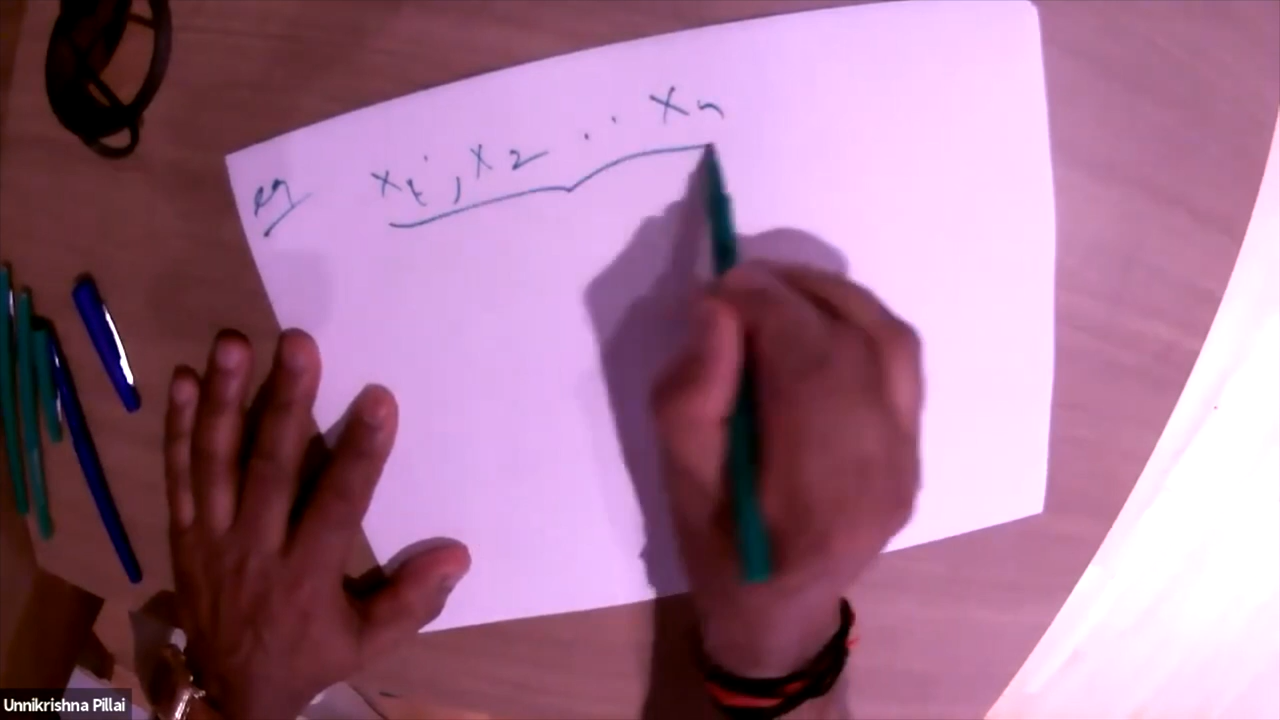 eg x₁, x₂ .. xₙ
Unnikrishna Pillai